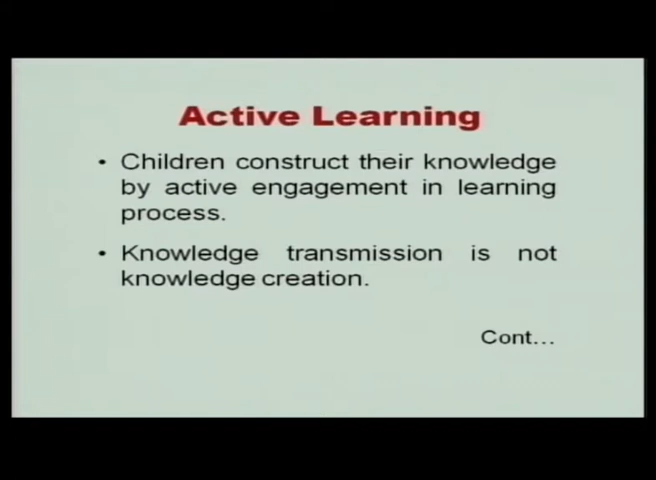 Active Learning
• Children construct their knowledge
by active engagement in learning
process.
• Knowledge transmission is not
knowledge creation.
Cont...